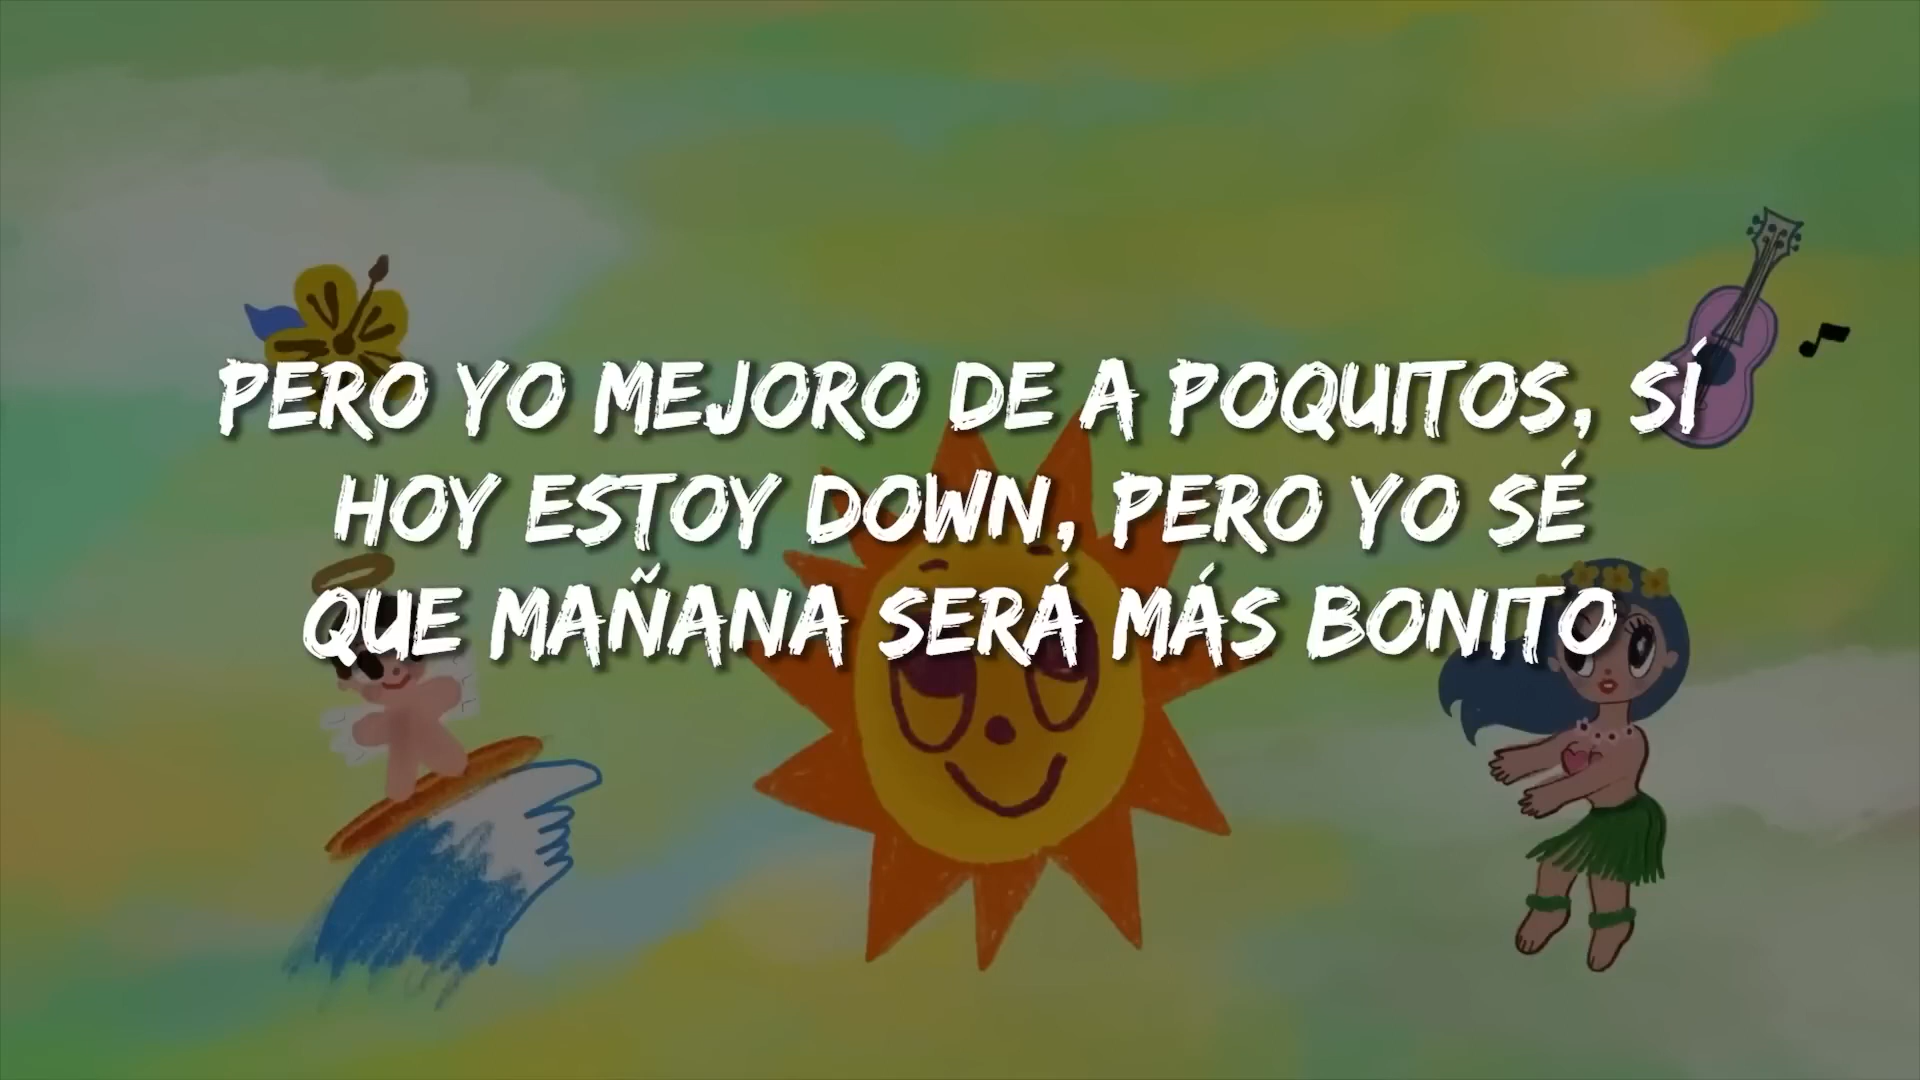 PERO YO MEJORO DE A POQUITOS, SÍ
HOY ESTOY DOWN, PERO YO SÉ
QUE MAÑANA SERÁ MÁS BONITO